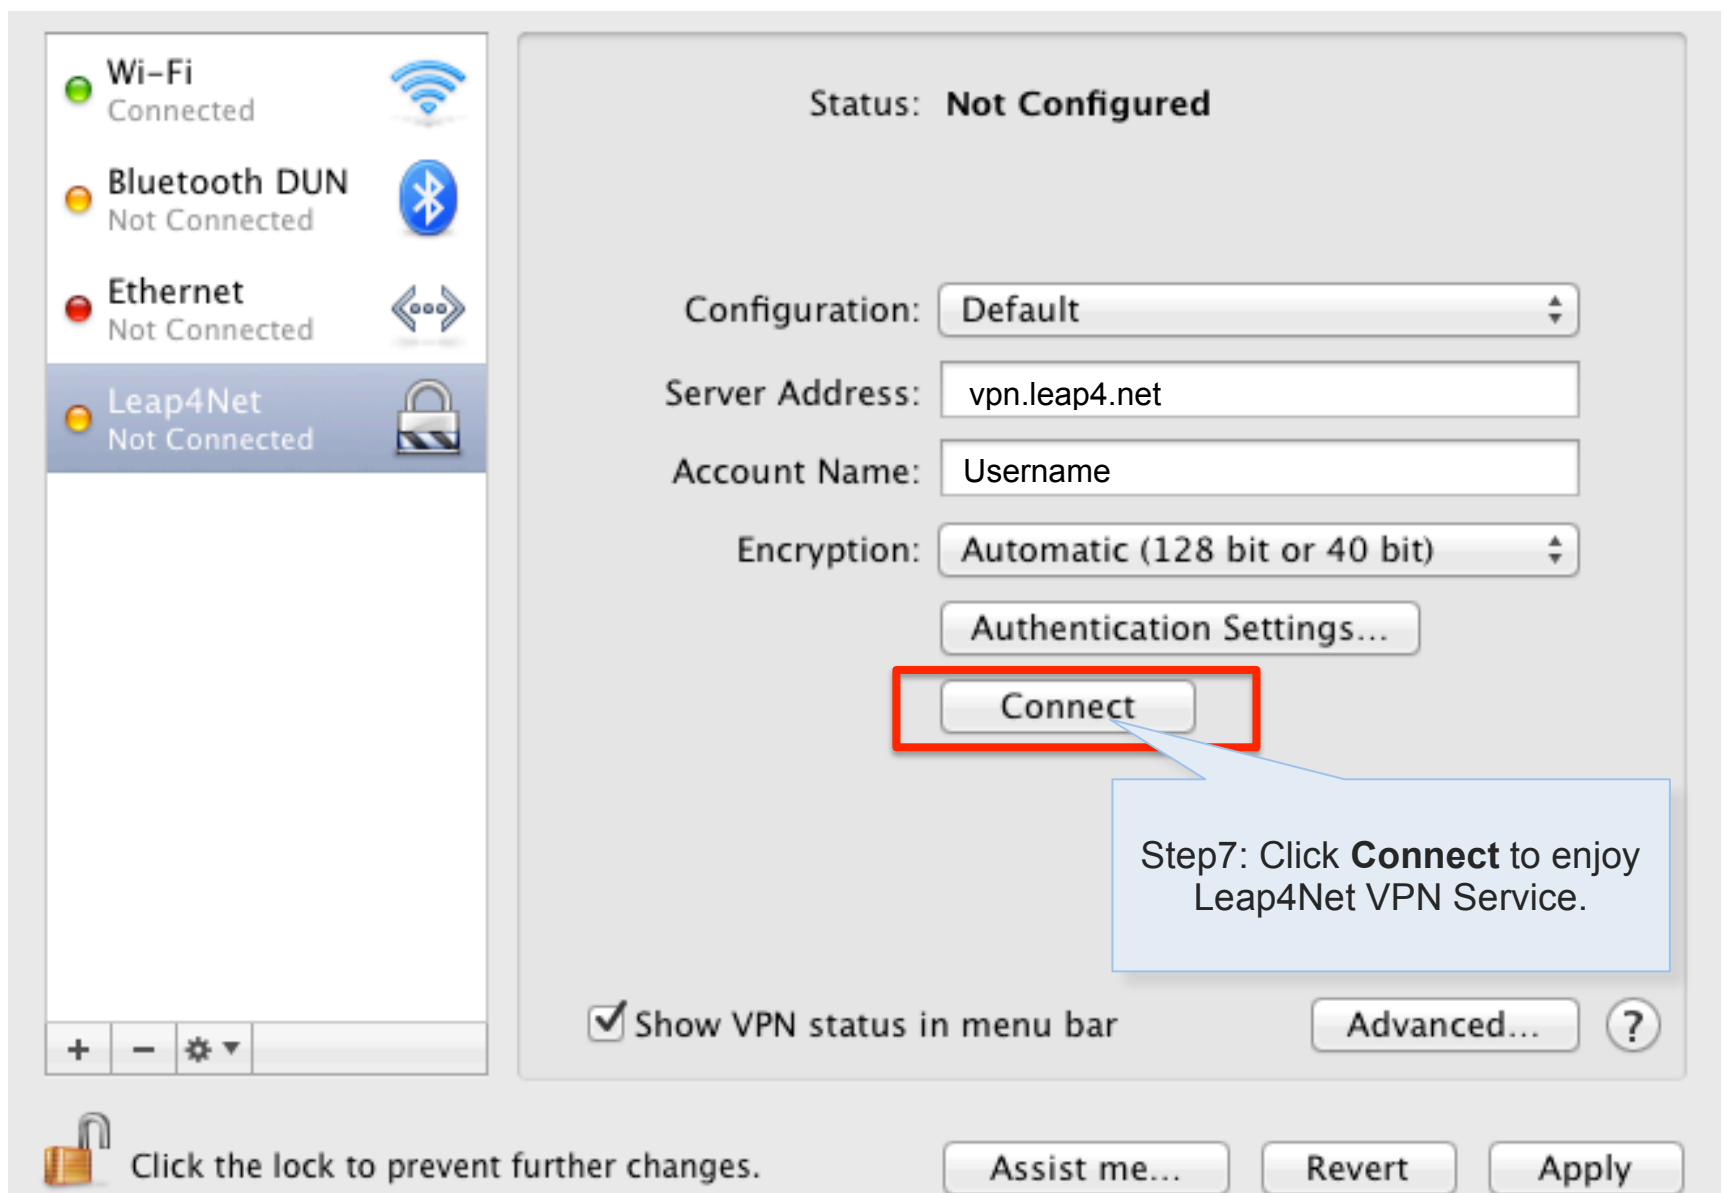 Wi-Fi
Connected
Bluetooth DUN
Not Connected
Ethernet
Not Connected
Leap4Net
Not Connected
Status: Not Configured
Configuration: Default
Server Address: vpn.leap4.net
Account Name: Username
Encryption: Automatic (128 bit or 40 bit)
Authentication Settings...
Connect
Step7: Click Connect to enjoy
Leap4Net VPN Service.
Show VPN status in menu bar
Advanced...
?
Click the lock to prevent further changes.
Assist me...
Revert
Apply